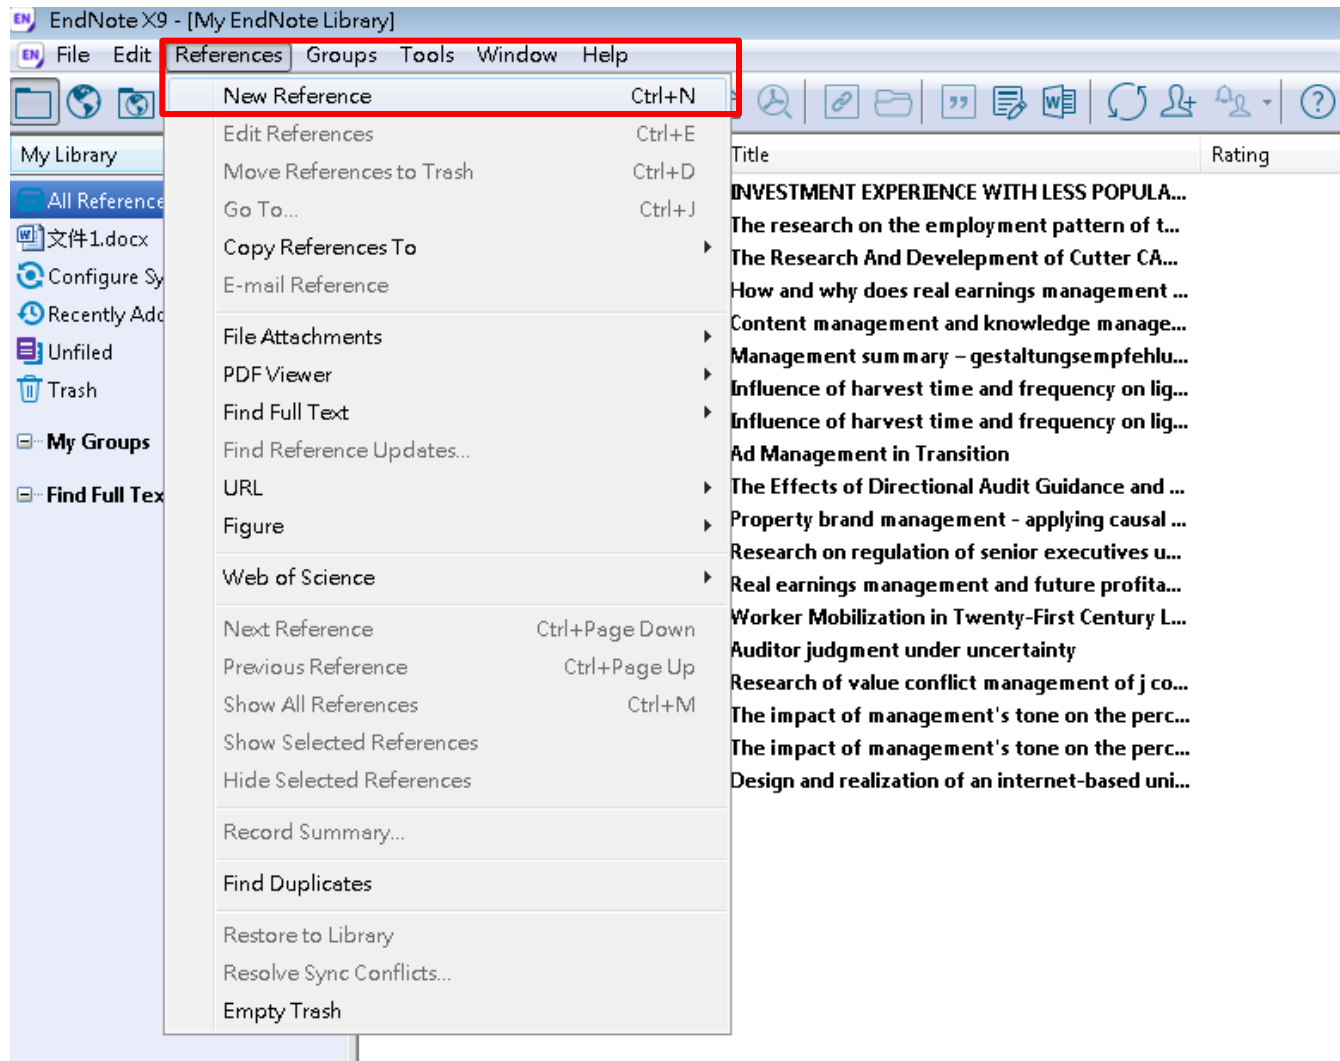 EN EndNote X9 - [My EndNote Library]
EN File Edit References Groups Tools Window Help
New Reference Ctrl+N
Edit References Ctrl+E
Move References to Trash Ctrl+D
Go To... Ctrl+J
Copy References To
E-mail Reference
File Attachments
PDF Viewer
Find Full Text
Find Reference Updates...
URL
Figure
Web of Science
Next Reference Ctrl+Page Down
Previous Reference Ctrl+Page Up
Show All References Ctrl+M
Show Selected References
Hide Selected References
Record Summary...
Find Duplicates
Restore to Library
Resolve Sync Conflicts...
Empty Trash
My Library
All Reference
文件1.docx
Configure Sy
Recently Add
Unfiled
Trash
My Groups
Find Full Tex
Title Rating
INVESTMENT EXPERIENCE WITH LESS POPULA...
The research on the employment pattern of t...
The Research And Develepment of Cutter CA...
How and why does real earnings management ...
Content management and knowledge manage...
Management summary – gestaltungsempfehlu...
Influence of harvest time and frequency on lig...
Influence of harvest time and frequency on lig...
Ad Management in Transition
The Effects of Directional Audit Guidance and ...
Property brand management - applying causal ...
Research on regulation of senior executives u...
Real earnings management and future profita...
Worker Mobilization in Twenty-First Century L...
Auditor judgment under uncertainty
Research of value conflict management of j co...
The impact of management's tone on the perc...
The impact of management's tone on the perc...
Design and realization of an internet-based uni...